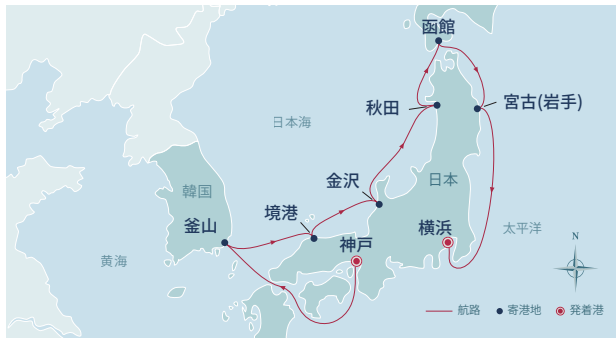 函館
秋田
宮古(岩手)
日本海
金沢
日本
韓国
境港
釜山
神戸
横浜
太平洋
黄海
N
航路
寄港地
発着港